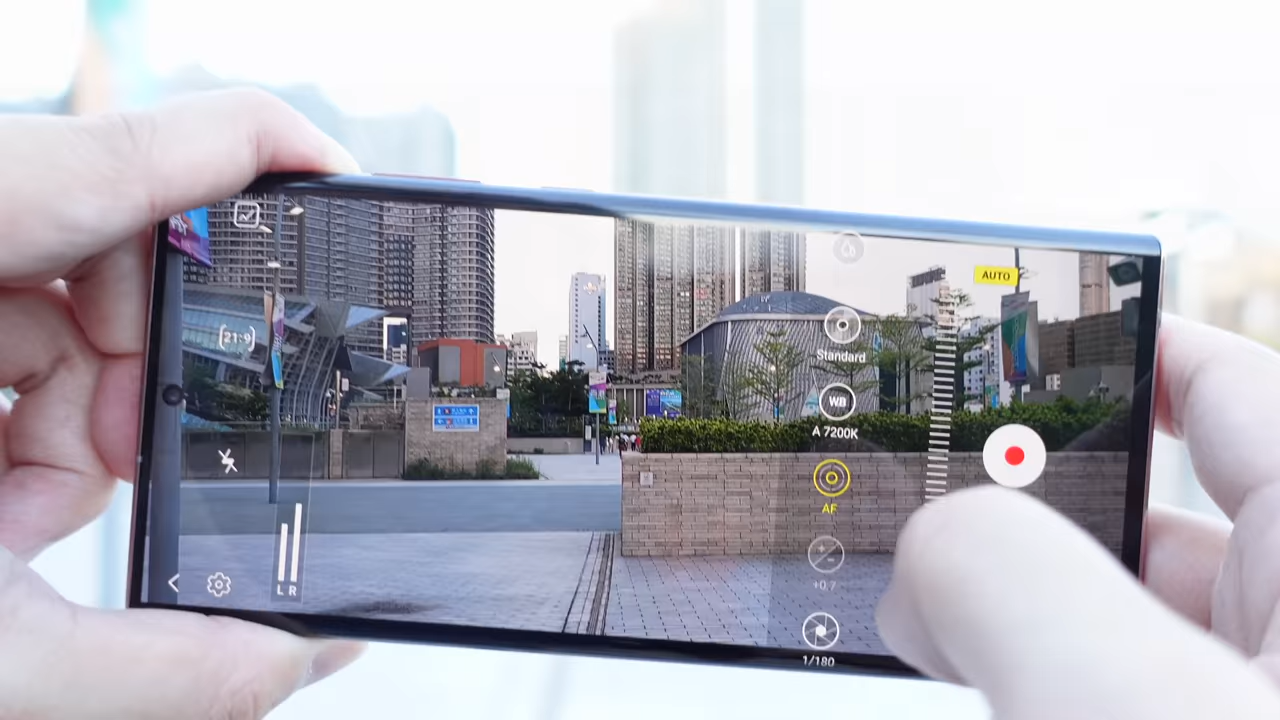 AUTO
[21:9]
Standard
WB
A 7200K
AF
+0.7
L R
1/180